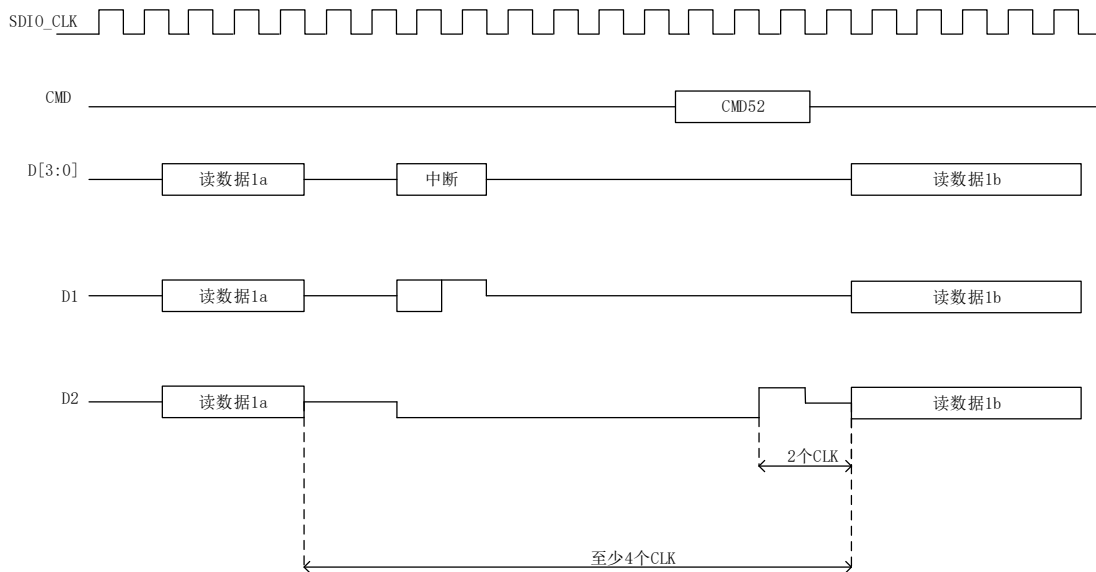 SDIO_CLK
CMD
CMD52
D[3:0]
读数据1a
中断
读数据1b
D1
读数据1a
读数据1b
D2
读数据1a
读数据1b
2个CLK
至少4个CLK